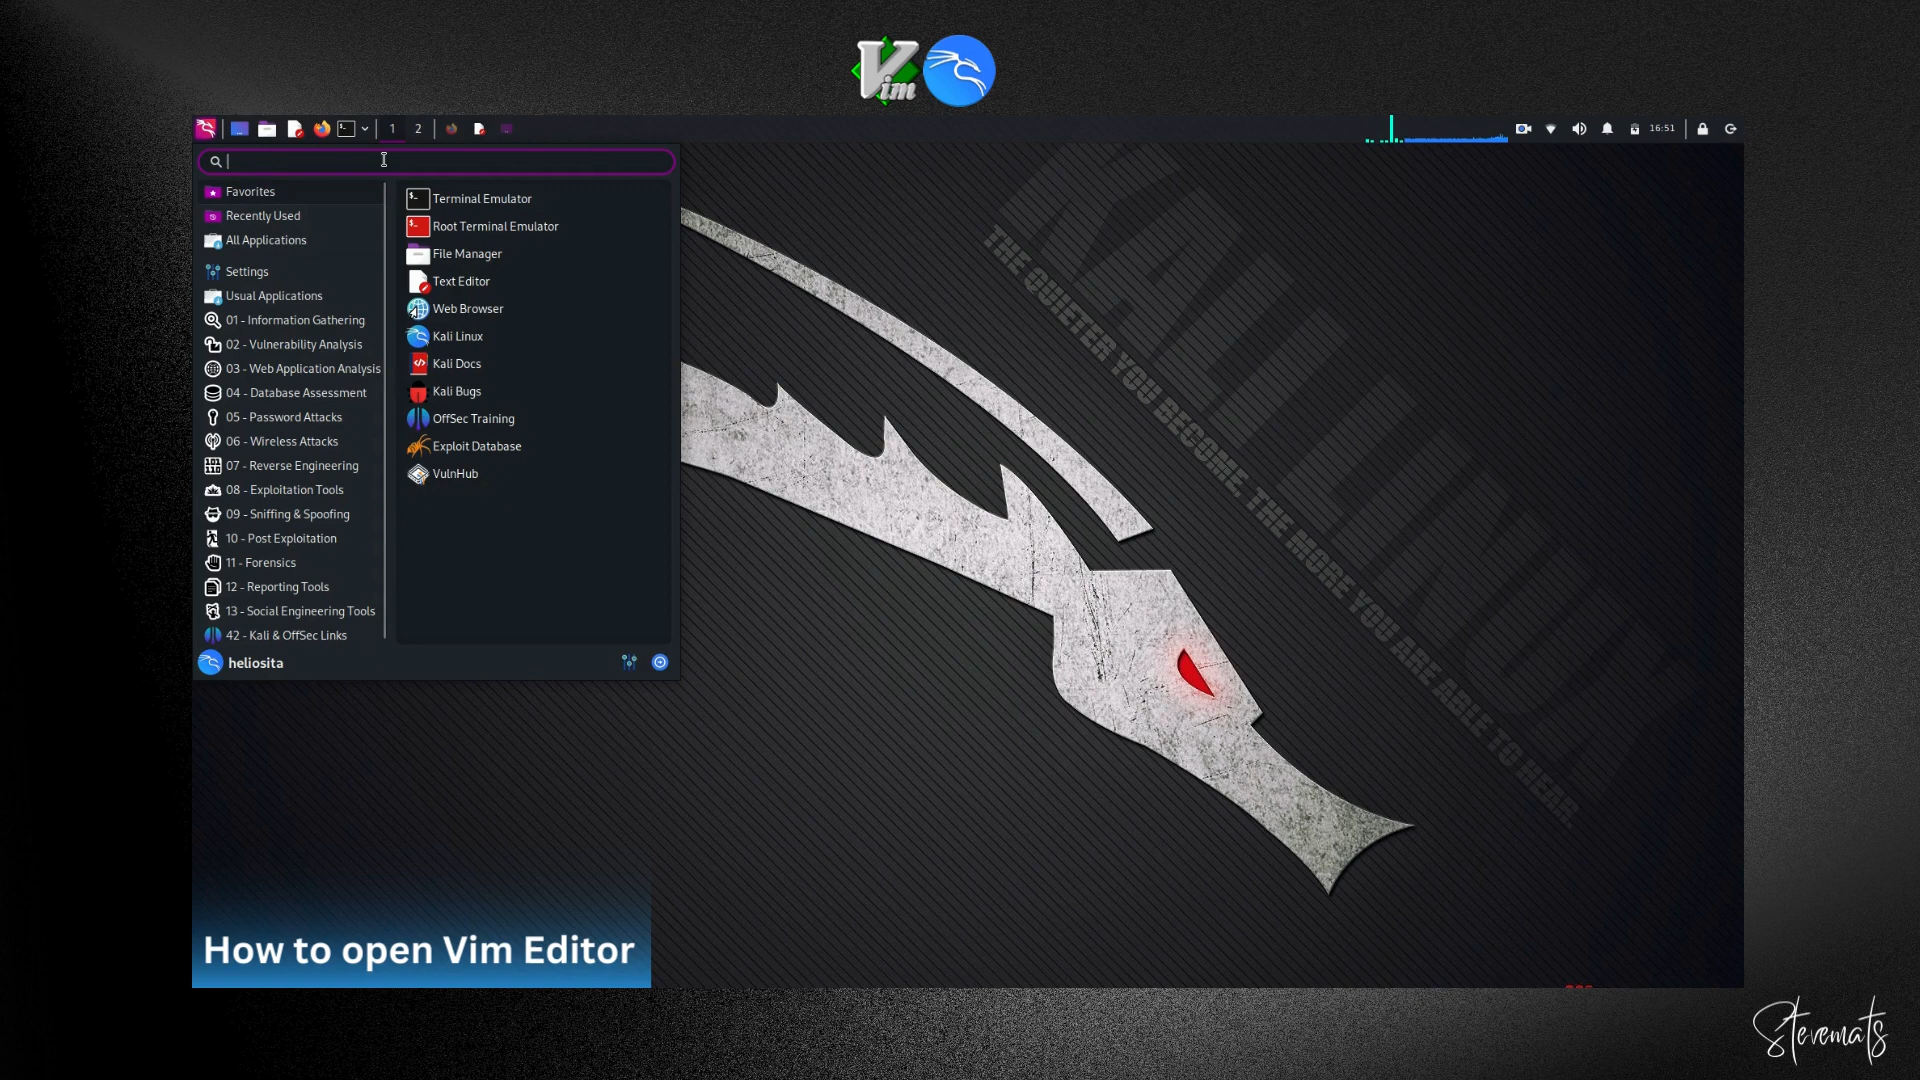 Vim
1 2
16:51
Favorites
Recently Used
All Applications
Settings
Usual Applications
01 - Information Gathering
02 - Vulnerability Analysis
03 - Web Application Analysis
04 - Database Assessment
05 - Password Attacks
06 - Wireless Attacks
07 - Reverse Engineering
08 - Exploitation Tools
09 - Sniffing & Spoofing
10 - Post Exploitation
11 - Forensics
12 - Reporting Tools
13 - Social Engineering Tools
42 - Kali & OffSec Links
Terminal Emulator
Root Terminal Emulator
File Manager
Text Editor
Web Browser
Kali Linux
Kali Docs
Kali Bugs
OffSec Training
Exploit Database
VulnHub
heliosita
KALI LINUX
THE QUIETER YOU BECOME, THE MORE YOU ARE ABLE TO HEAR.
How to open Vim Editor
Stevemats